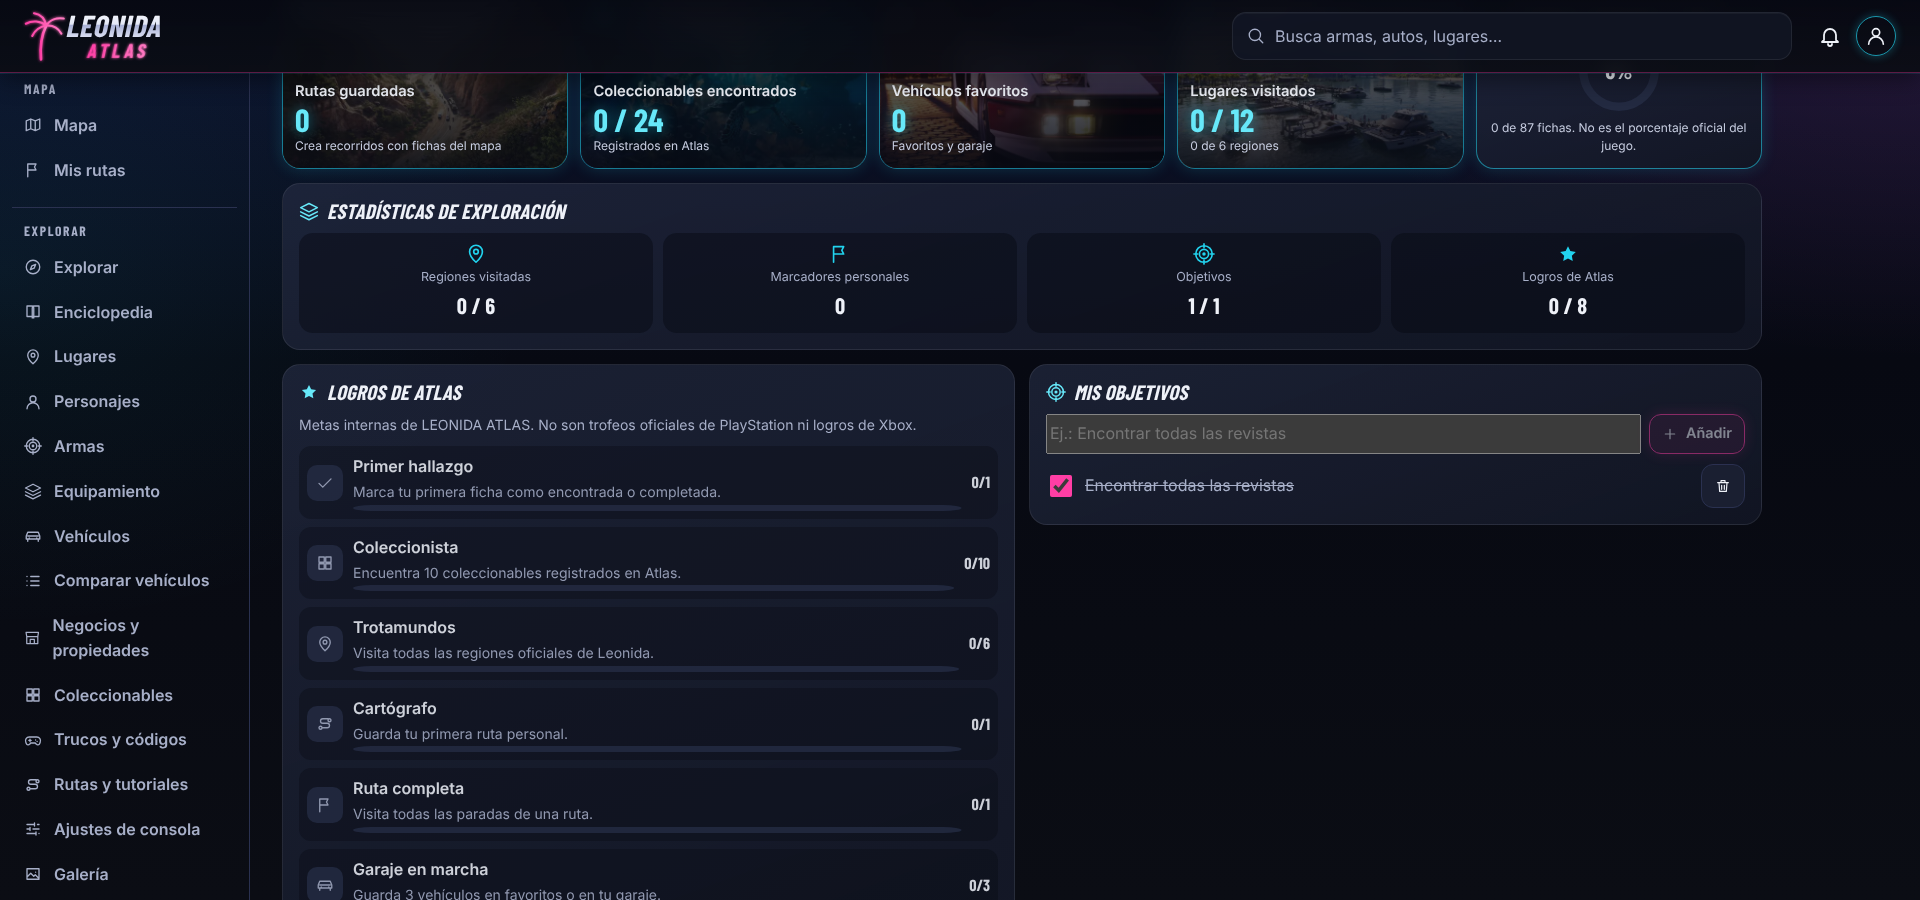 LEONIDA
ATLAS
Busca armas, autos, lugares...
MAPA
Mapa
Mis rutas
EXPLORAR
Explorar
Enciclopedia
Lugares
Personajes
Armas
Equipamiento
Vehículos
Comparar vehículos
Negocios y
propiedades
Coleccionables
Trucos y códigos
Rutas y tutoriales
Ajustes de consola
Galería
Rutas guardadas
0
Crea recorridos con fichas del mapa
Coleccionables encontrados
0 / 24
Registrados en Atlas
Vehículos favoritos
0
Favoritos y garaje
Lugares visitados
0 / 12
0 de 6 regiones
0%
0 de 87 fichas. No es el porcentaje oficial del
juego.
ESTADÍSTICAS DE EXPLORACIÓN
Regiones visitadas
0 / 6
Marcadores personales
0
Objetivos
1 / 1
Logros de Atlas
0 / 8
LOGROS DE ATLAS
Metas internas de LEONIDA ATLAS. No son trofeos oficiales de PlayStation ni logros de Xbox.
Primer hallazgo
Marca tu primera ficha como encontrada o completada.
0/1
Coleccionista
Encuentra 10 coleccionables registrados en Atlas.
0/10
Trotamundos
Visita todas las regiones oficiales de Leonida.
0/6
Cartógrafo
Guarda tu primera ruta personal.
0/1
Ruta completa
Visita todas las paradas de una ruta.
0/1
Garaje en marcha
Guarda 3 vehículos en favoritos o en tu garaje.
0/3
MIS OBJETIVOS
Ej.: Encontrar todas las revistas
+ Añadir
Encontrar todas las revistas